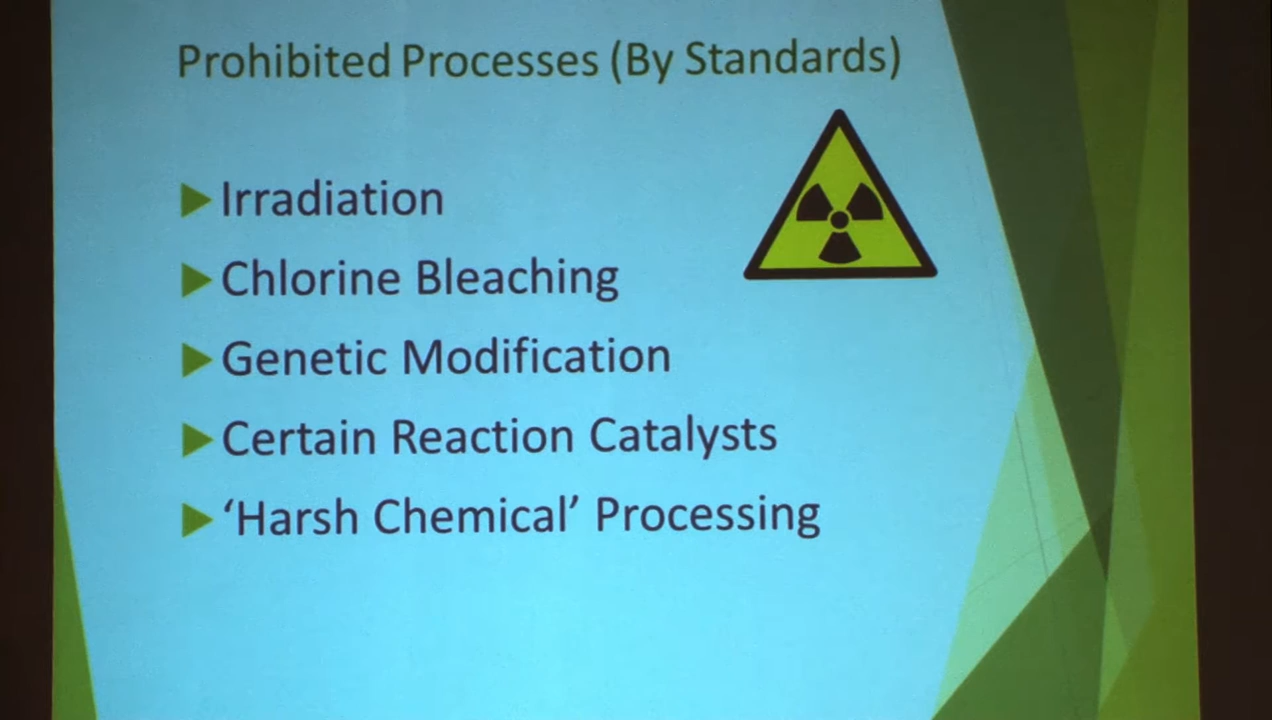 Prohibited Processes (By Standards)
Irradiation
Chlorine Bleaching
Genetic Modification
Certain Reaction Catalysts
‘Harsh Chemical’ Processing